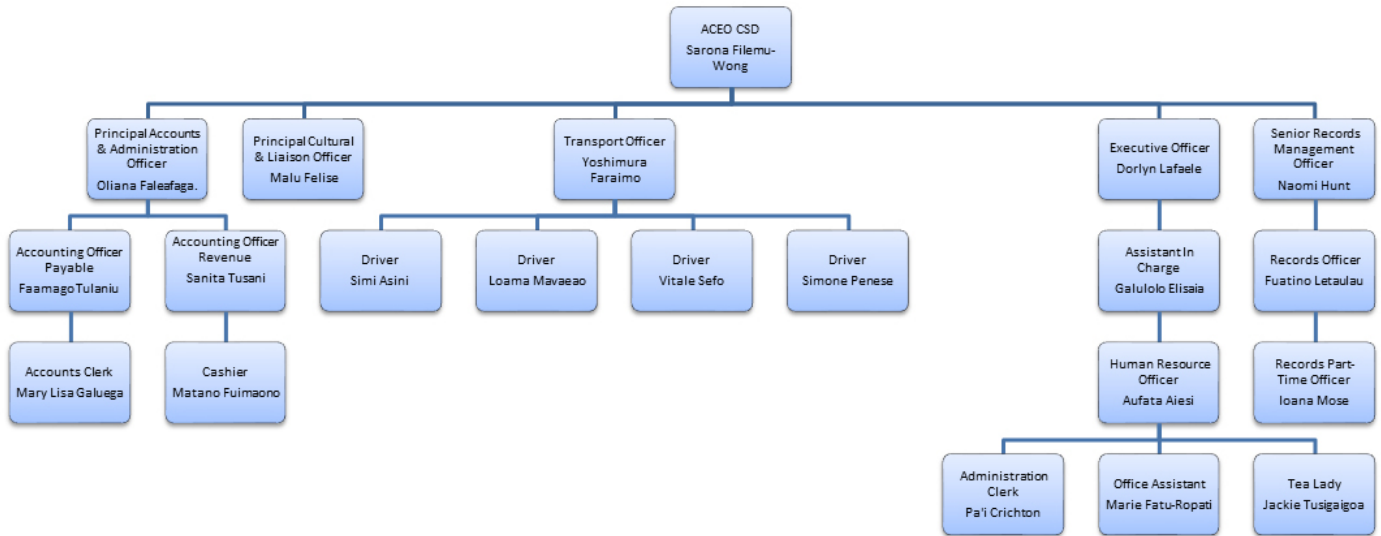 ACEO CSD
Sarona Filemu-
Wong
Principal Accounts
& Administration
Officer
Oliana Faleafaga.
Principal Cultural
& Liaison Officer
Malu Felise
Transport Officer
Yoshimura
Faraimo
Executive Officer
Dorlyn Lafaele
Senior Records
Management
Officer
Naomi Hunt
Accounting Officer
Payable
Faamago Tulaniu
Accounting Officer
Revenue
Sanita Tusani
Driver
Simi Asini
Driver
Loama Mavaeao
Driver
Vitale Sefo
Driver
Simone Penese
Assistant In
Charge
Galulolo Elisaia
Records Officer
Fuatino Letaulau
Accounts Clerk
Mary Lisa Galuega
Cashier
Matano Fuimaono
Human Resource
Officer
Aufata Aiesi
Records Part-
Time Officer
Ioana Mose
Administration
Clerk
Pa'i Crichton
Office Assistant
Marie Fatu-Ropati
Tea Lady
Jackie Tusigaigoa